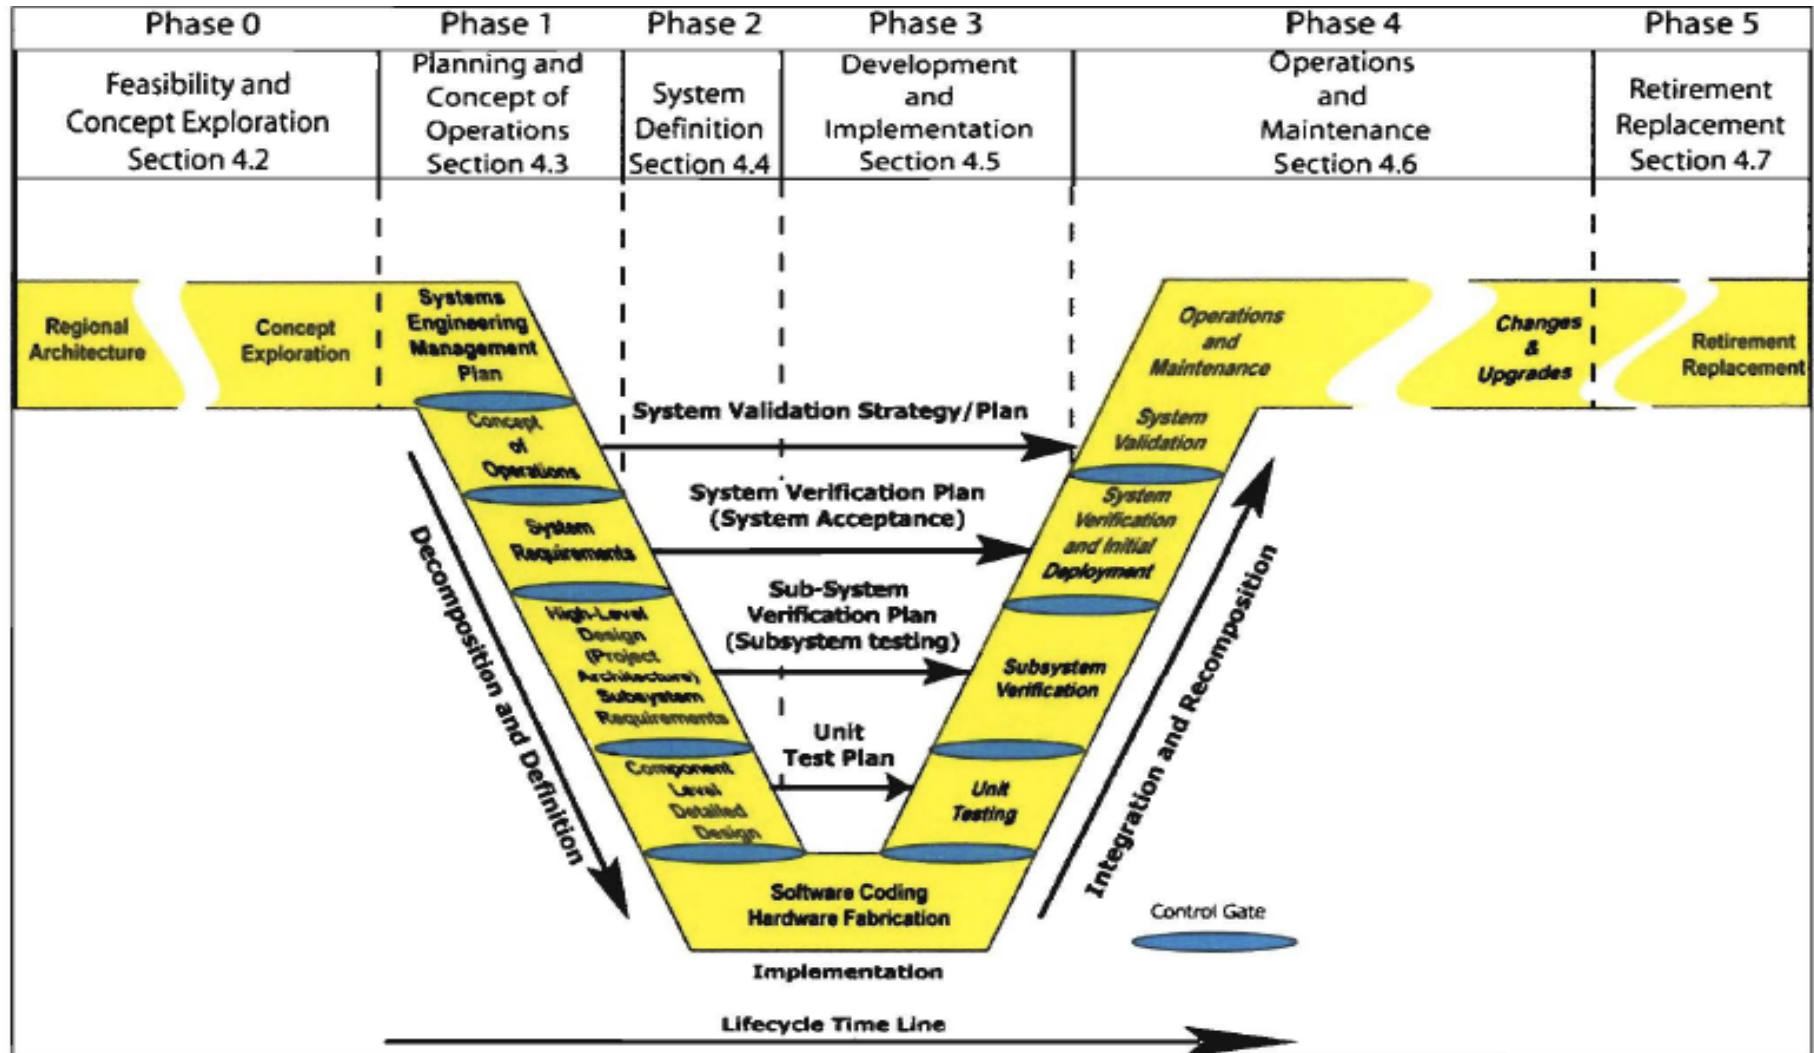 Phase 0
Phase 1
Phase 2
Phase 3
Phase 4
Phase 5
Feasibility and
Concept Exploration
Section 4.2
Planning and
Concept of
Operations
Section 4.3
System
Definition
Section 4.4
Development
and
Implementation
Section 4.5
Operations
and
Maintenance
Section 4.6
Retirement
Replacement
Section 4.7
Regional
Architecture
Concept
Exploration
Systems
Engineering
Management
Plan
Concept
of
Operations
System
Requirements
High-Level
Design
(Project
Architecture)
Subsystem
Requirements
Component
Level
Detailed
Design
Software Coding
Hardware Fabrication
Implementation
Unit
Testing
Subsystem
Verification
System
Verification
and Initial
Deployment
System
Validation
Operations
and
Maintenance
Changes
&
Upgrades
Retirement
Replacement
System Validation Strategy/Plan
System Verification Plan
(System Acceptance)
Sub-System
Verification Plan
(Subsystem testing)
Unit
Test Plan
Decomposition and Definition
Integration and Recomposition
Control Gate
Lifecycle Time Line